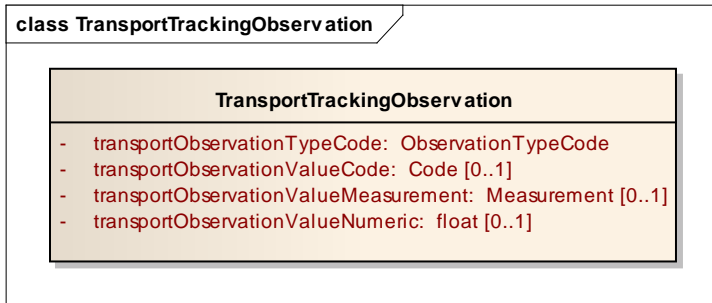 class TransportTrackingObservation
TransportTrackingObservation
- transportObservationTypeCode: ObservationTypeCode
- transportObservationValueCode: Code [0..1]
- transportObservationValueMeasurement: Measurement [0..1]
- transportObservationValueNumeric: float [0..1]